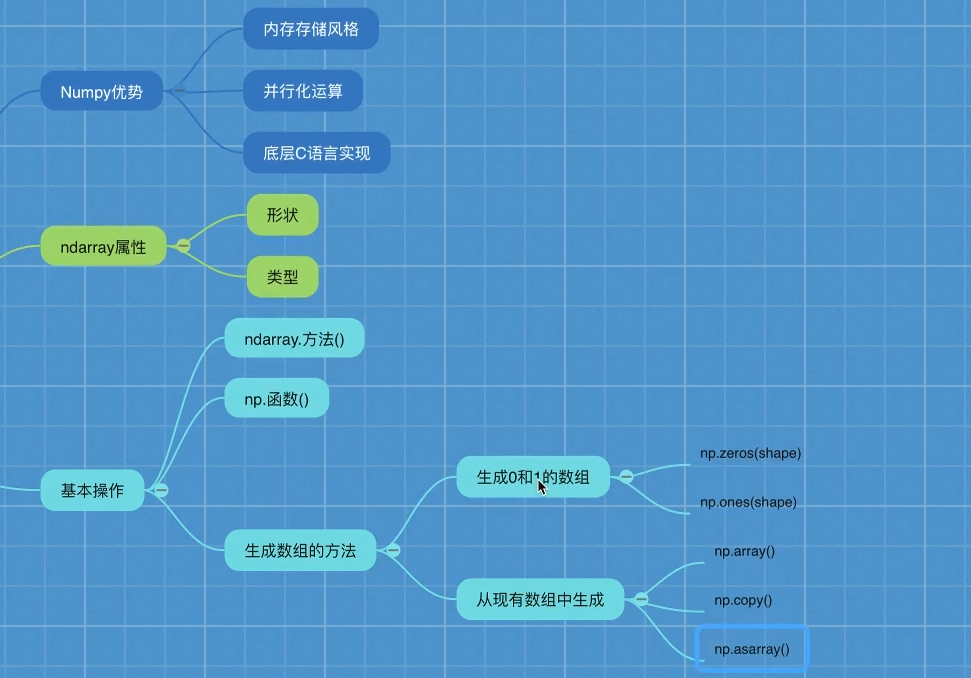 内存存储风格
Numpy优势
并行化运算
底层C语言实现
形状
ndarray属性
类型
ndarray.方法()
np.函数()
基本操作
生成0和1的数组
np.zeros(shape)
np.ones(shape)
生成数组的方法
从现有数组中生成
np.array()
np.copy()
np.asarray()